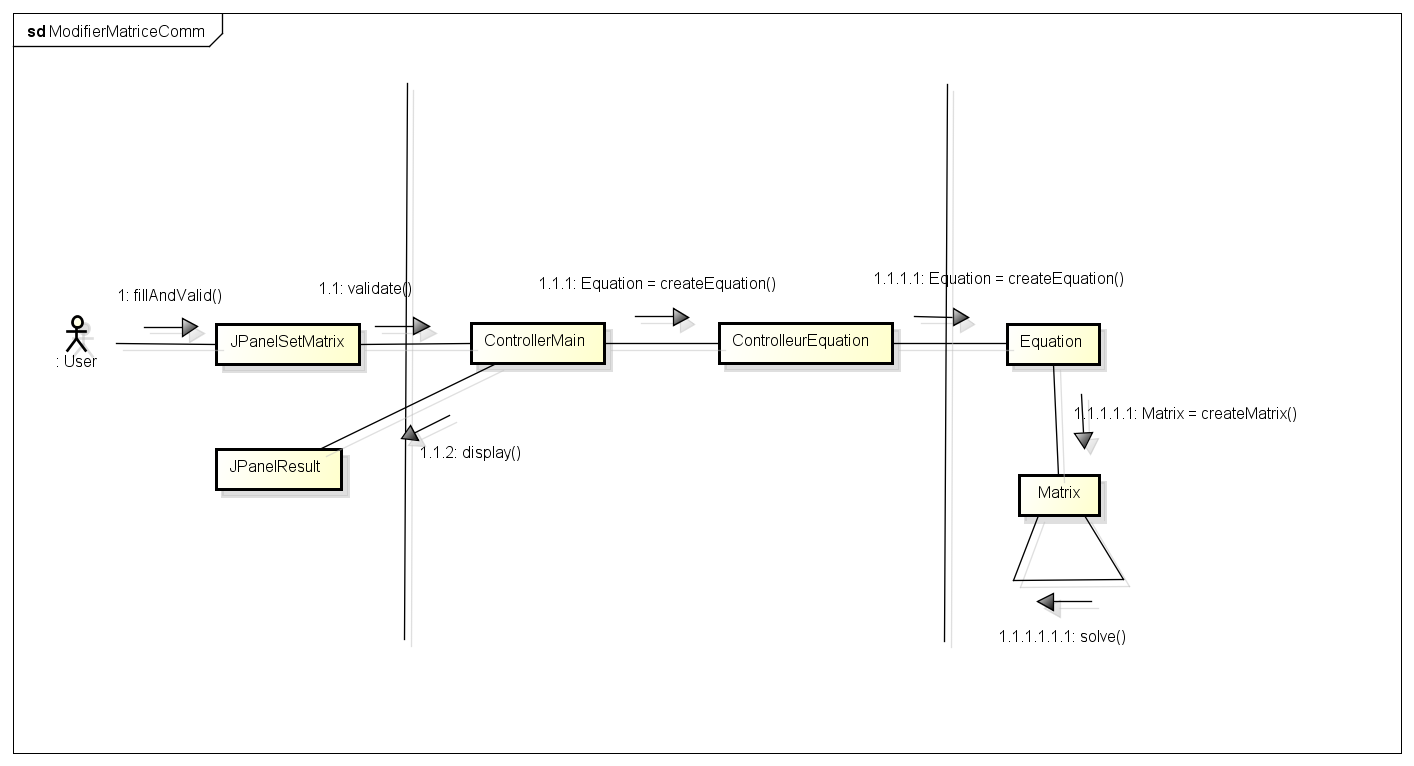 sd ModifierMatriceComm
1: fillAndValid()
1.1: validate()
1.1.1: Equation = createEquation()
1.1.1.1: Equation = createEquation()
: User
JPanelSetMatrix
ControllerMain
ControlleurEquation
Equation
1.1.1.1.1: Matrix = createMatrix()
1.1.2: display()
JPanelResult
Matrix
1.1.1.1.1.1: solve()